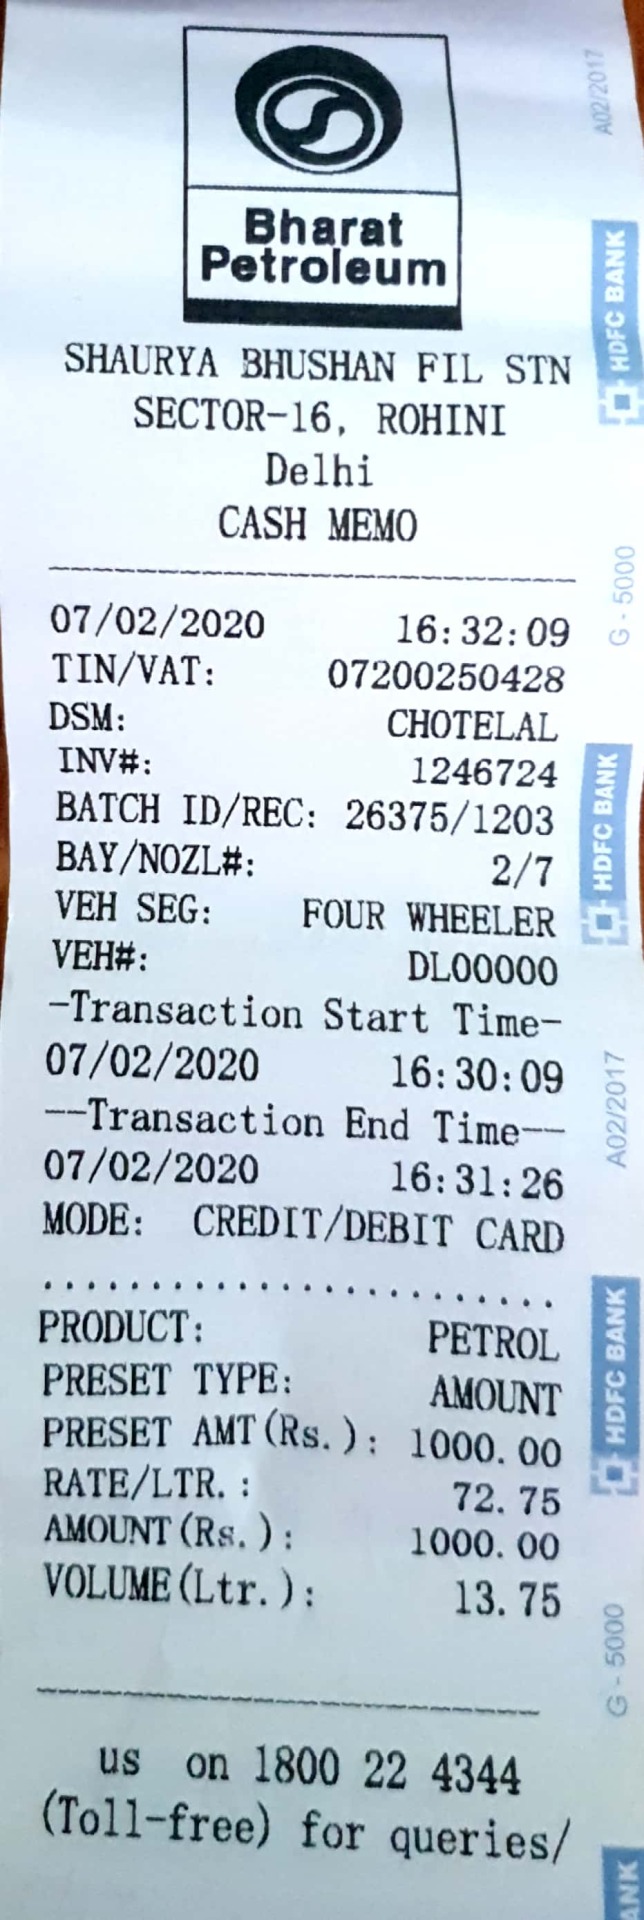 Bharat
Petroleum
SHAURYA BHUSHAN FIL STN
SECTOR-16, ROHINI
Delhi
CASH MEMO
07/02/2020 16:32:09
TIN/VAT: 07200250428
DSM: CHOTELAL
INV#: 1246724
BATCH ID/REC: 26375/1203
BAY/NOZL#: 2/7
VEH SEG: FOUR WHEELER
VEH#: DL00000
-Transaction Start Time-
07/02/2020 16:30:09
--Transaction End Time--
07/02/2020 16:31:26
MODE: CREDIT/DEBIT CARD
..........................
PRODUCT: PETROL
PRESET TYPE: AMOUNT
PRESET AMT(Rs.): 1000.00
RATE/LTR.: 72.75
AMOUNT(Rs.): 1000.00
VOLUME(Ltr.): 13.75
us on 1800 22 4344
(Toll-free) for queries/
A02/2017
HDFC BANK
G - 5000
HDFC BANK
A02/2017
HDFC BANK
G - 5000
ANK